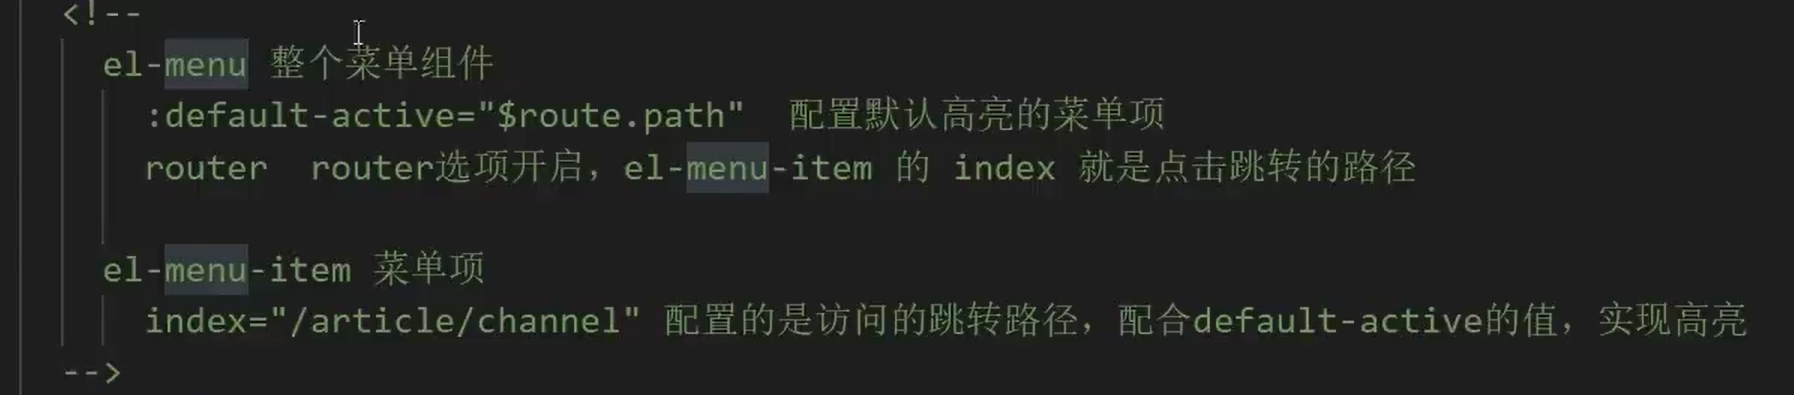 <!--
el-menu 整个菜单组件
:default-active="$route.path"  配置默认高亮的菜单项
router  router选项开启，el-menu-item 的 index 就是点击跳转的路径
el-menu-item 菜单项
index="/article/channel" 配置的是访问的跳转路径，配合default-active的值，实现高亮
-->